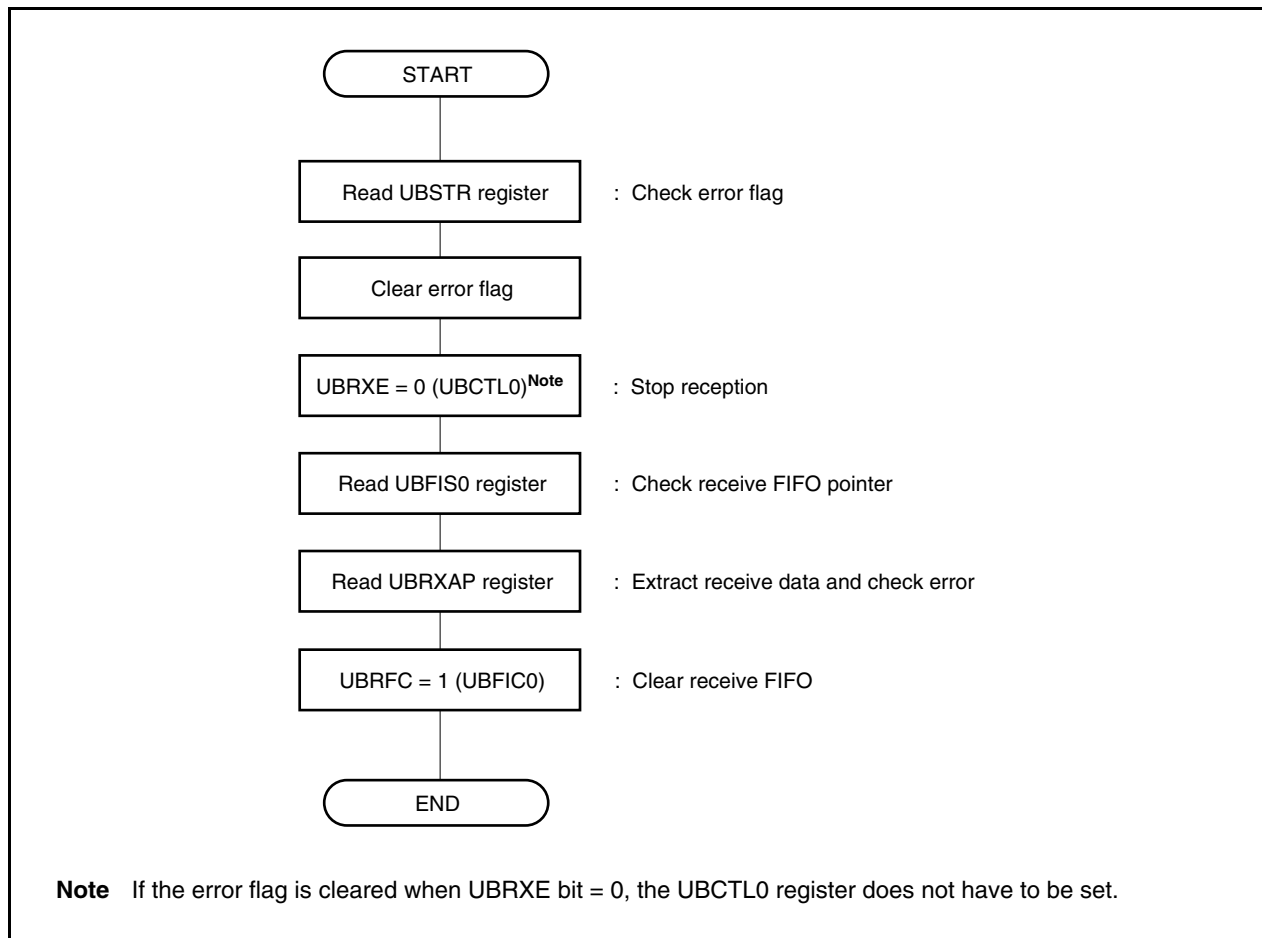 START
Read UBSTR register : Check error flag
Clear error flag
UBRXE = 0 (UBCTL0)Note : Stop reception
Read UBFIS0 register : Check receive FIFO pointer
Read UBRXAP register : Extract receive data and check error
UBRFC = 1 (UBFIC0) : Clear receive FIFO
END
Note If the error flag is cleared when UBRXE bit = 0, the UBCTL0 register does not have to be set.